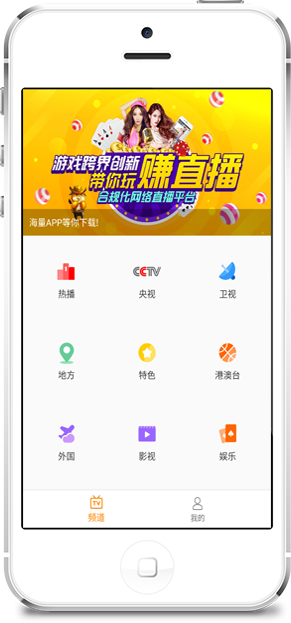 游戏跨界创新
带你玩赚直播
合规化网络直播平台
海量APP等你下载!
热播
CCTV
央视
卫视
地方
特色
港澳台
外国
影视
娱乐
TV
频道
我的